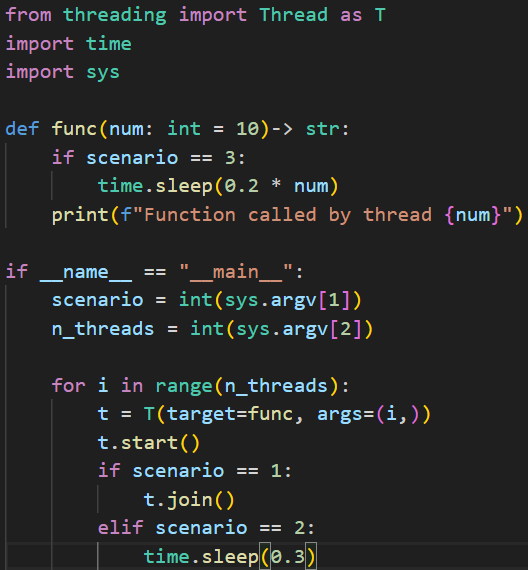 from threading import Thread as T
import time
import sys
def func(num: int = 10)-> str:
    if scenario == 3:
        time.sleep(0.2 * num)
    print(f"Function called by thread {num}")
if __name__ == "__main__":
    scenario = int(sys.argv[1])
    n_threads = int(sys.argv[2])
    for i in range(n_threads):
        t = T(target=func, args=(i,))
        t.start()
        if scenario == 1:
            t.join()
        elif scenario == 2:
            time.sleep(0.3)